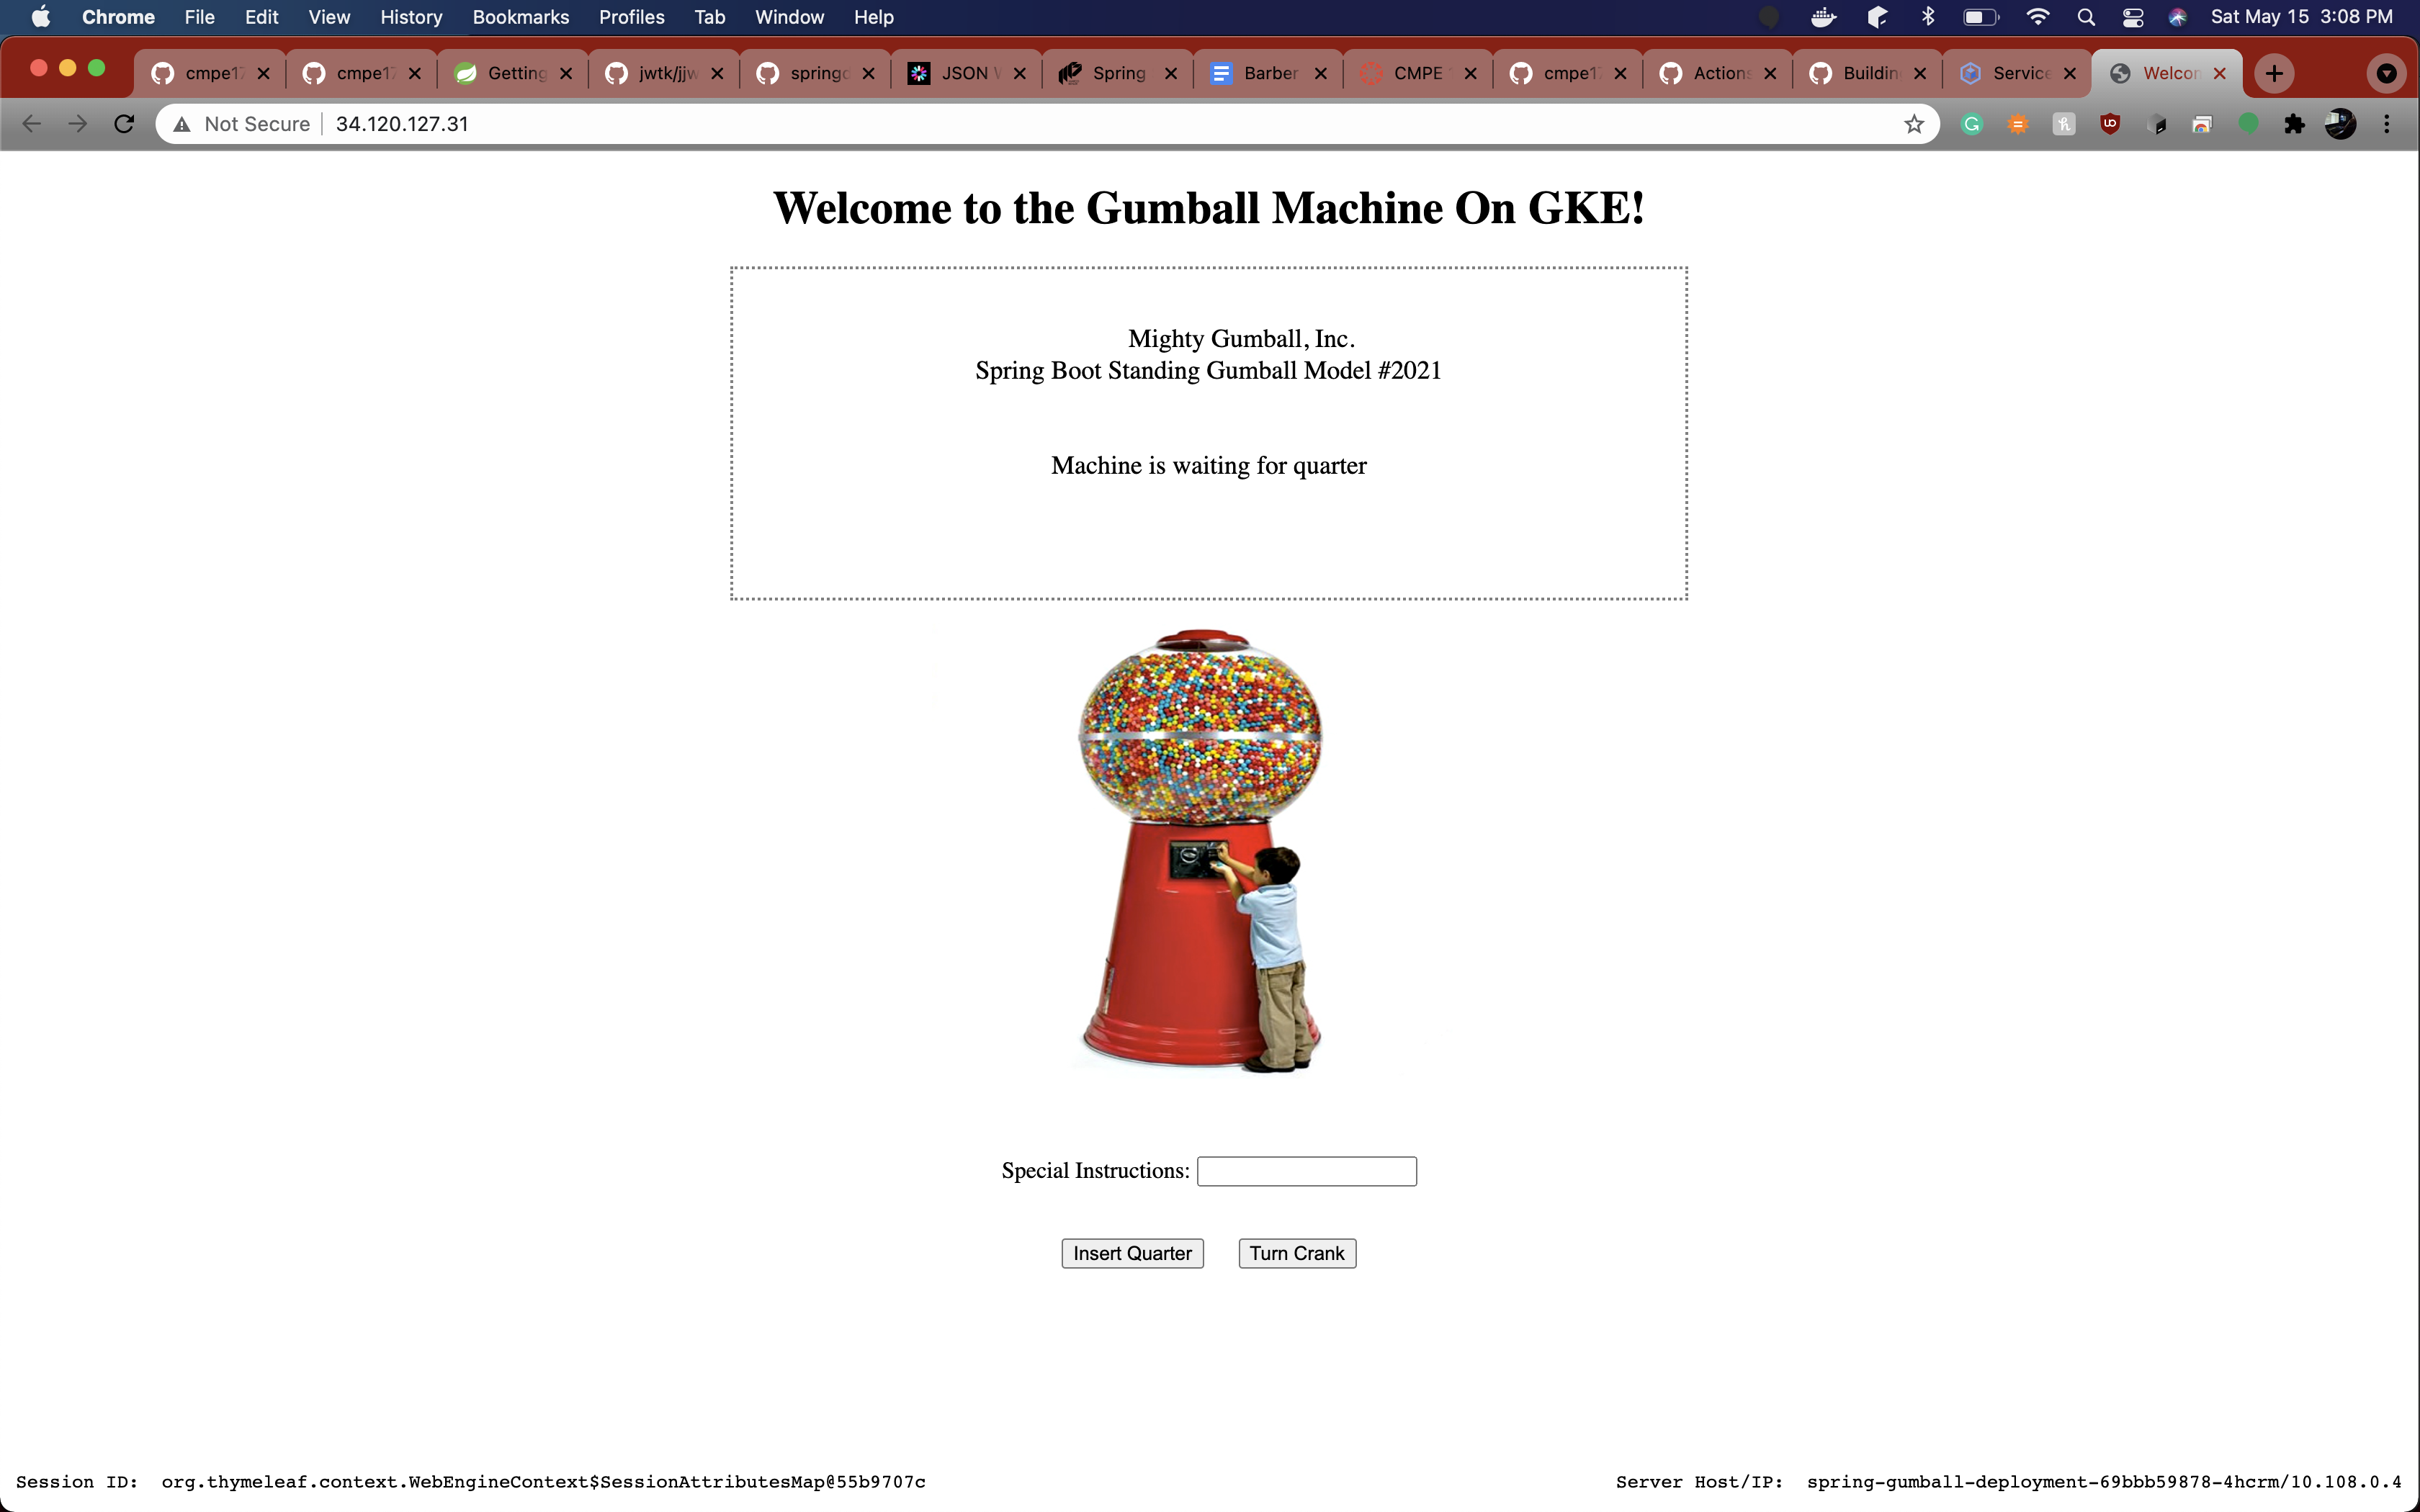 Chrome File Edit View History Bookmarks Profiles Tab Window Help Sat May 15 3:08 PM
cmpe17 cmpe17 Getting jwtk/jjw springd JSON W Spring Barber CMPE cmpe17 Actions Building Service Welcom
Not Secure 34.120.127.31
Welcome to the Gumball Machine On GKE!
Mighty Gumball, Inc.
Spring Boot Standing Gumball Model #2021
Machine is waiting for quarter
Special Instructions:
Insert Quarter Turn Crank
Session ID: org.thymeleaf.context.WebEngineContext$SessionAttributesMap@55b9707c Server Host/IP: spring-gumball-deployment-69bbb59878-4hcrm/10.108.0.4